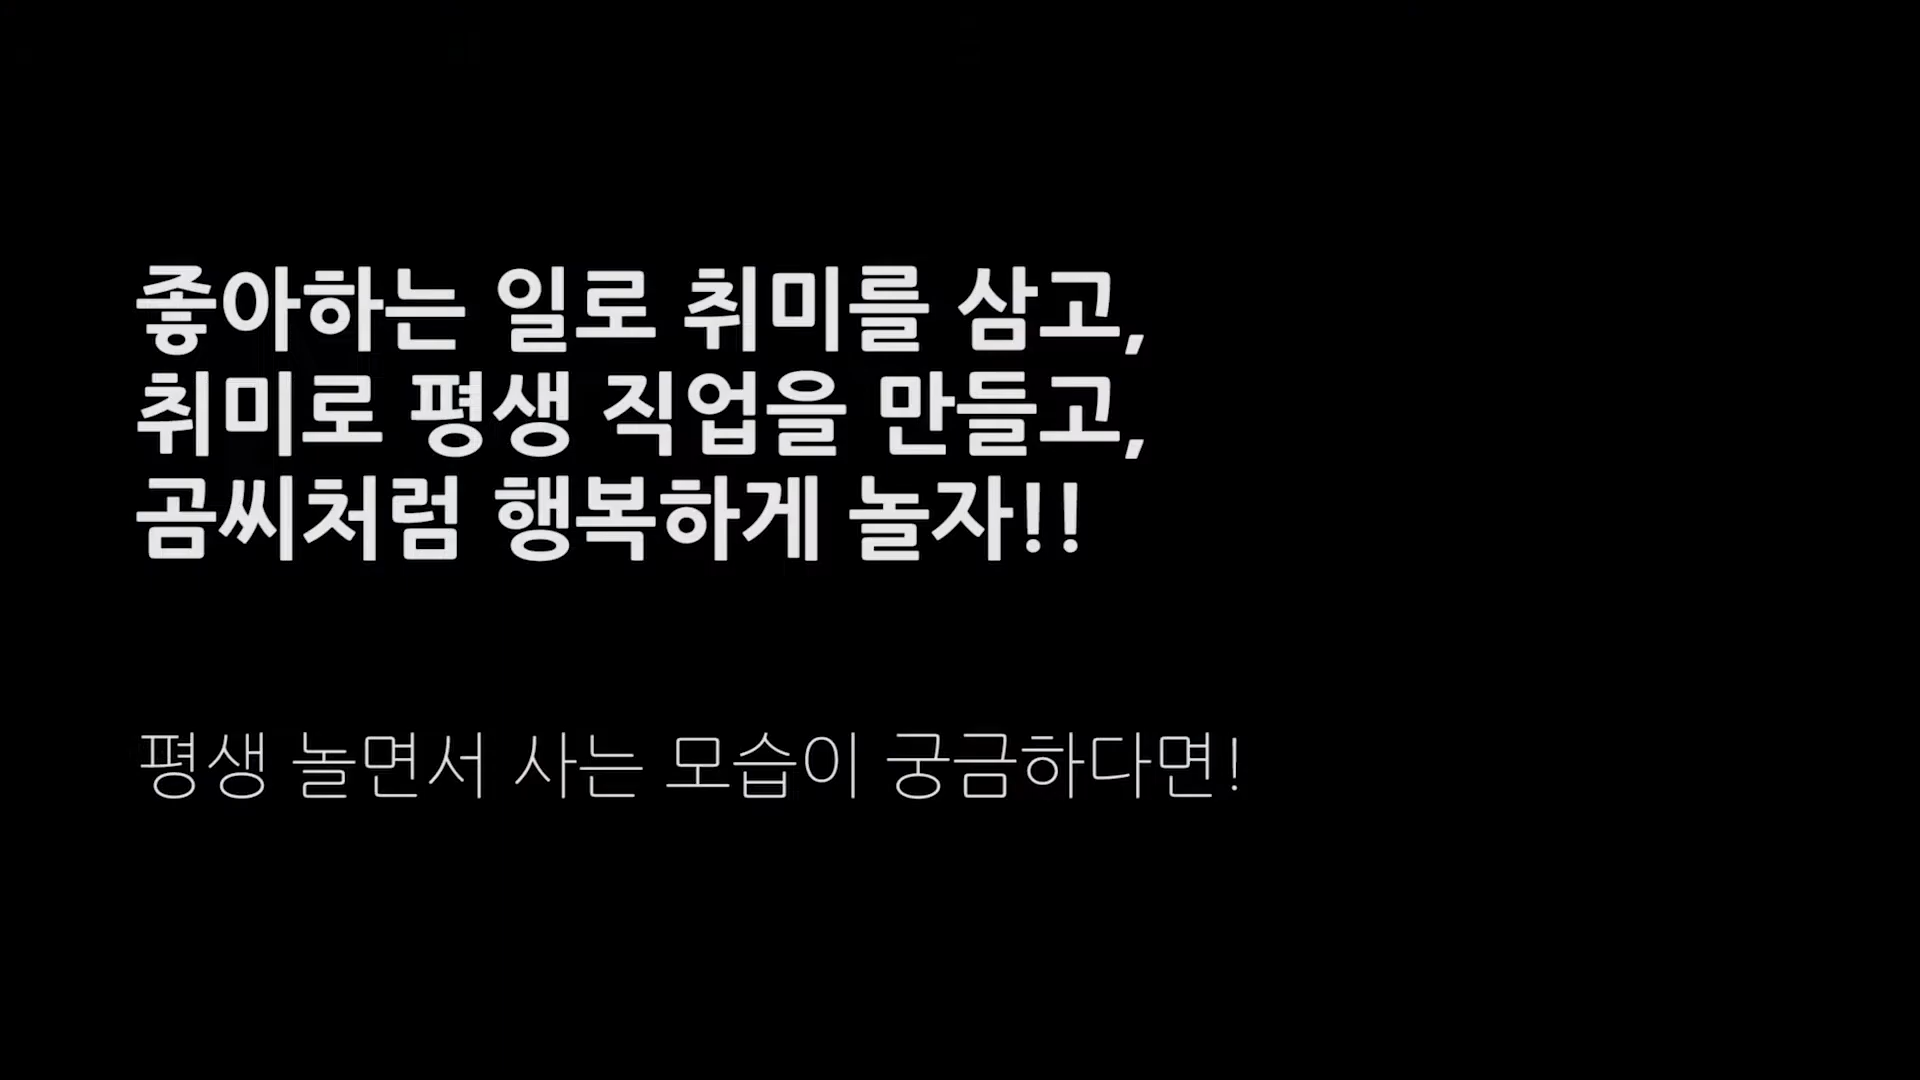 좋아하는 일로 취미를 삼고,
취미로 평생 직업을 만들고,
곰씨처럼 행복하게 놀자!!
평생 놀면서 사는 모습이 궁금하다면!